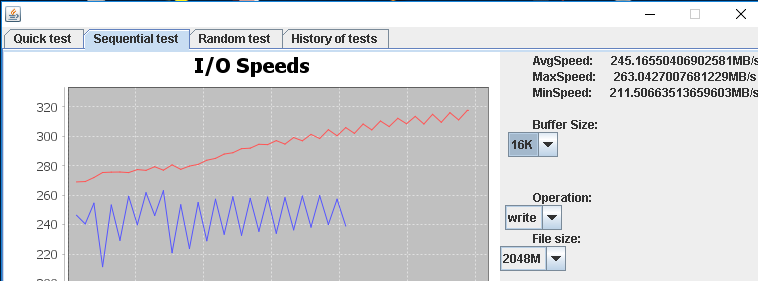 Quick test
Sequential test
Random test
History of tests
I/O Speeds
AvgSpeed: 245.16550406902581MB/s
MaxSpeed: 263.0427007681229MB/s
MinSpeed: 211.50663513659603MB/s
Buffer Size:
16K
Operation:
write
File size:
2048M
320
300
280
260
240
220
200